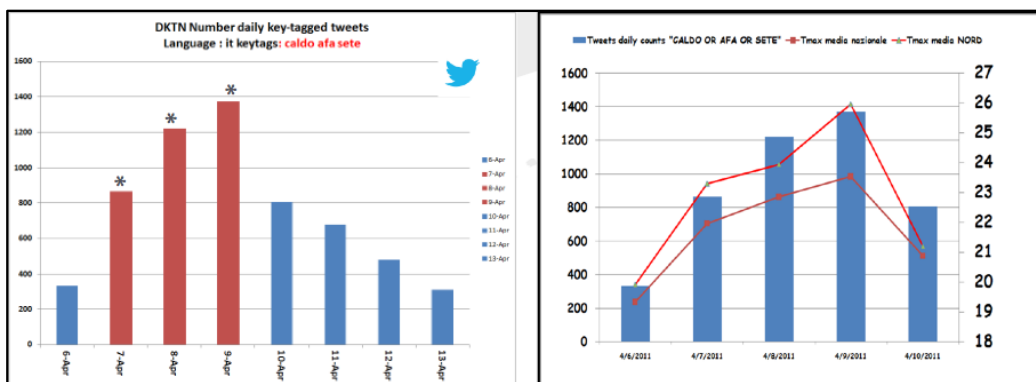 DKTN Number daily key-tagged tweets
Language : it keytags: caldo afa sete
1600
1400
1200
1000
800
600
400
200
0
*
*
*
6-Apr
7-Apr
8-Apr
9-Apr
10-Apr
11-Apr
12-Apr
13-Apr
6-Apr
7-Apr
8-Apr
9-Apr
10-Apr
11-Apr
12-Apr
13-Apr
Tweets daily counts "CALDO OR AFA OR SETE" Tmax media nazionale Tmax media NORD
1600
1400
1200
1000
800
600
400
200
0
27
26
25
24
23
22
21
20
19
18
4/6/2011 4/7/2011 4/8/2011 4/9/2011 4/10/2011